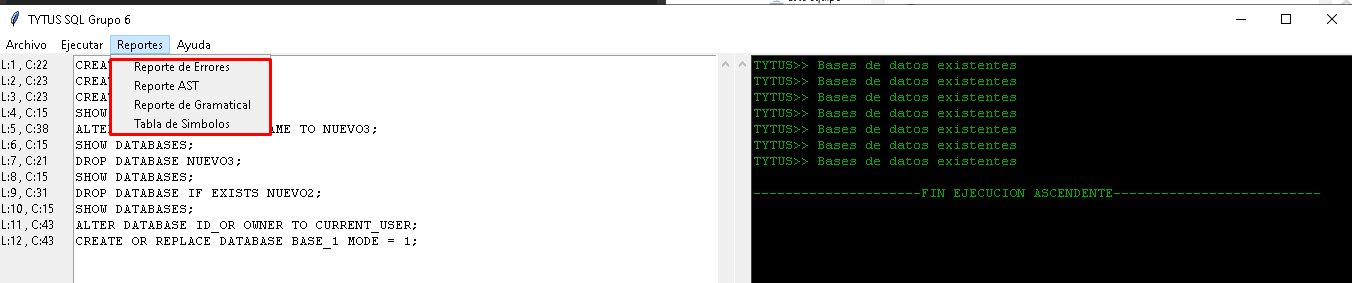 TYTUS SQL Grupo 6
Archivo Ejecutar Reportes Ayuda
Reporte de Errores
Reporte AST
Reporte de Gramatical
Tabla de Simbolos
L:1 , C:22 CREA
L:2 , C:23 CREA
L:3 , C:23 CREA
L:4 , C:15 SHOW
L:5 , C:38 ALTER AME TO NUEVO3;
L:6 , C:15 SHOW DATABASES;
L:7 , C:21 DROP DATABASE NUEVO3;
L:8 , C:15 SHOW DATABASES;
L:9 , C:31 DROP DATABASE IF EXISTS NUEVO2;
L:10 , C:15 SHOW DATABASES;
L:11 , C:43 ALTER DATABASE ID_OR OWNER TO CURRENT_USER;
L:12 , C:43 CREATE OR REPLACE DATABASE BASE_1 MODE = 1;
TYTUS>> Bases de datos existentes
TYTUS>> Bases de datos existentes
TYTUS>> Bases de datos existentes
TYTUS>> Bases de datos existentes
TYTUS>> Bases de datos existentes
TYTUS>> Bases de datos existentes
TYTUS>> Bases de datos existentes
---------------------FIN EJECUCION ASCENDENTE--------------------------